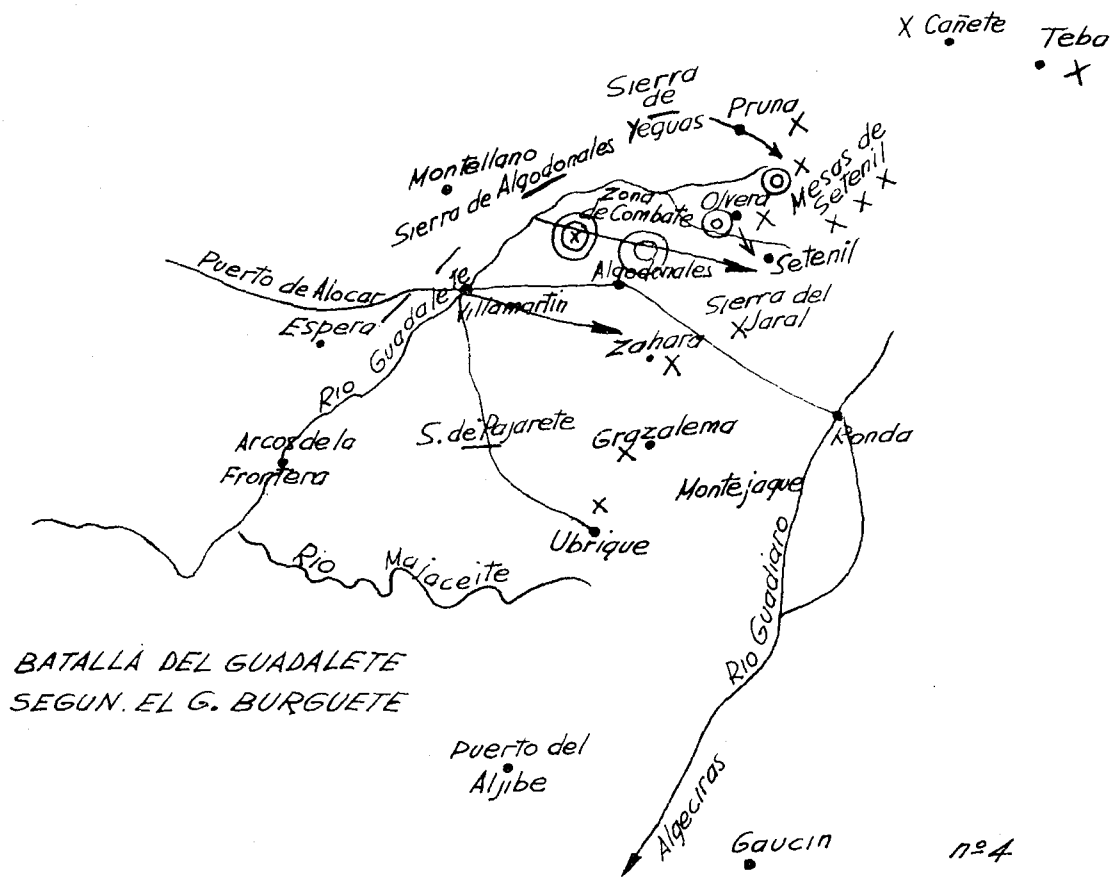 X Cañete
Teba
X
Sierra
de
Yeguas
Pruna
X
X
Mesas de
Setenil
X X X
Montellano
Sierra de Algodonales
Zona
de Combate
Olvera
X
X
Setenil
Puerto de Alocar
Algodonales
Espera
Villamartin
Sierra del
Jaral
X
Rio Guadalete
Zahara
X
Arcos de la
Frontera
S. de Pajarete
Grazalema
X
Ronda
Montejaque
X
Ubrique
Rio Majaceite
Rio Guadiaro
BATALLA DEL GUADALETE
SEGUN. EL G. BURGUETE
Puerto del
Aljibe
Algeciras
Gaucin
nº 4